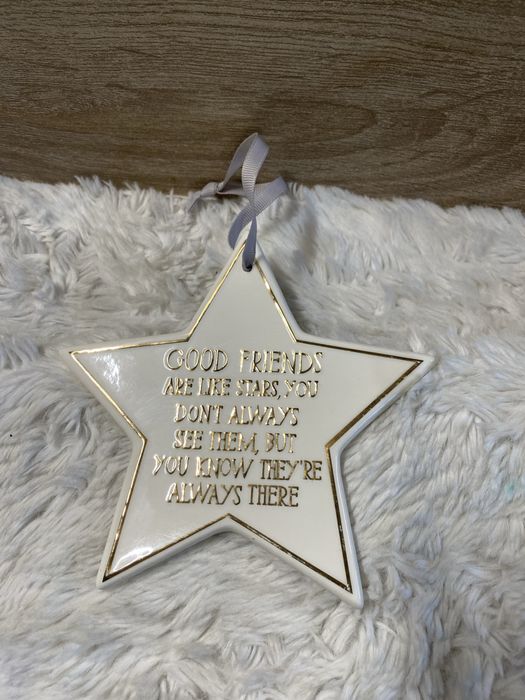 GOOD FRIENDS
ARE LIKE STARS, YOU
DON'T ALWAYS
SEE THEM, BUT
YOU KNOW THEY'RE
ALWAYS THERE